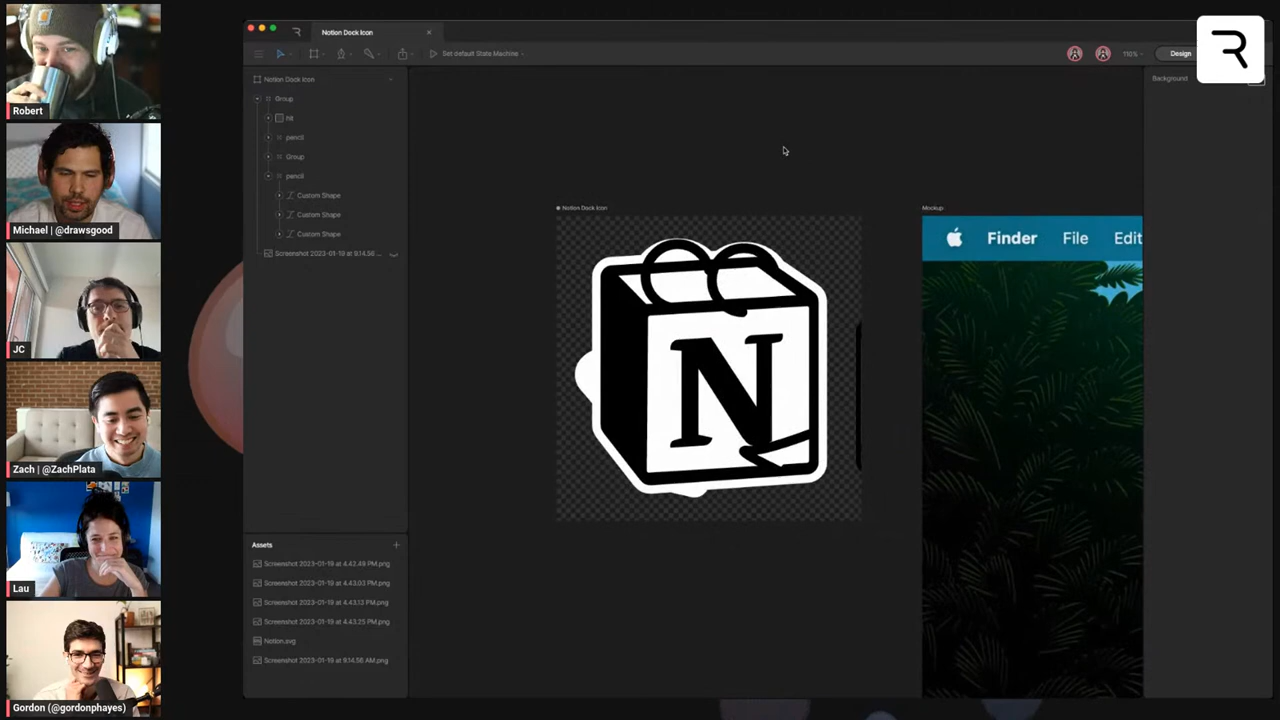 Robert
Michael | @drawsgood
JC
Zach | @ZachPlata
Lau
Gordon (@gordonphayes)
Notion Dock Icon
Set default State Machine
110%
Design
Notion Dock Icon
Group
hit
pencil
Group
pencil
Custom Shape
Custom Shape
Custom Shape
Screenshot 2023-01-19 at 9.14.56 ...
Assets
Screenshot 2023-01-19 at 4.42.49 PM.png
Screenshot 2023-01-19 at 4.43.03 PM.png
Screenshot 2023-01-19 at 4.43.13 PM.png
Screenshot 2023-01-19 at 4.43.25 PM.png
Notion.svg
Screenshot 2023-01-19 at 9.14.56 AM.png
Notion Dock Icon
N
Mockup
Finder File Edit
Background
R